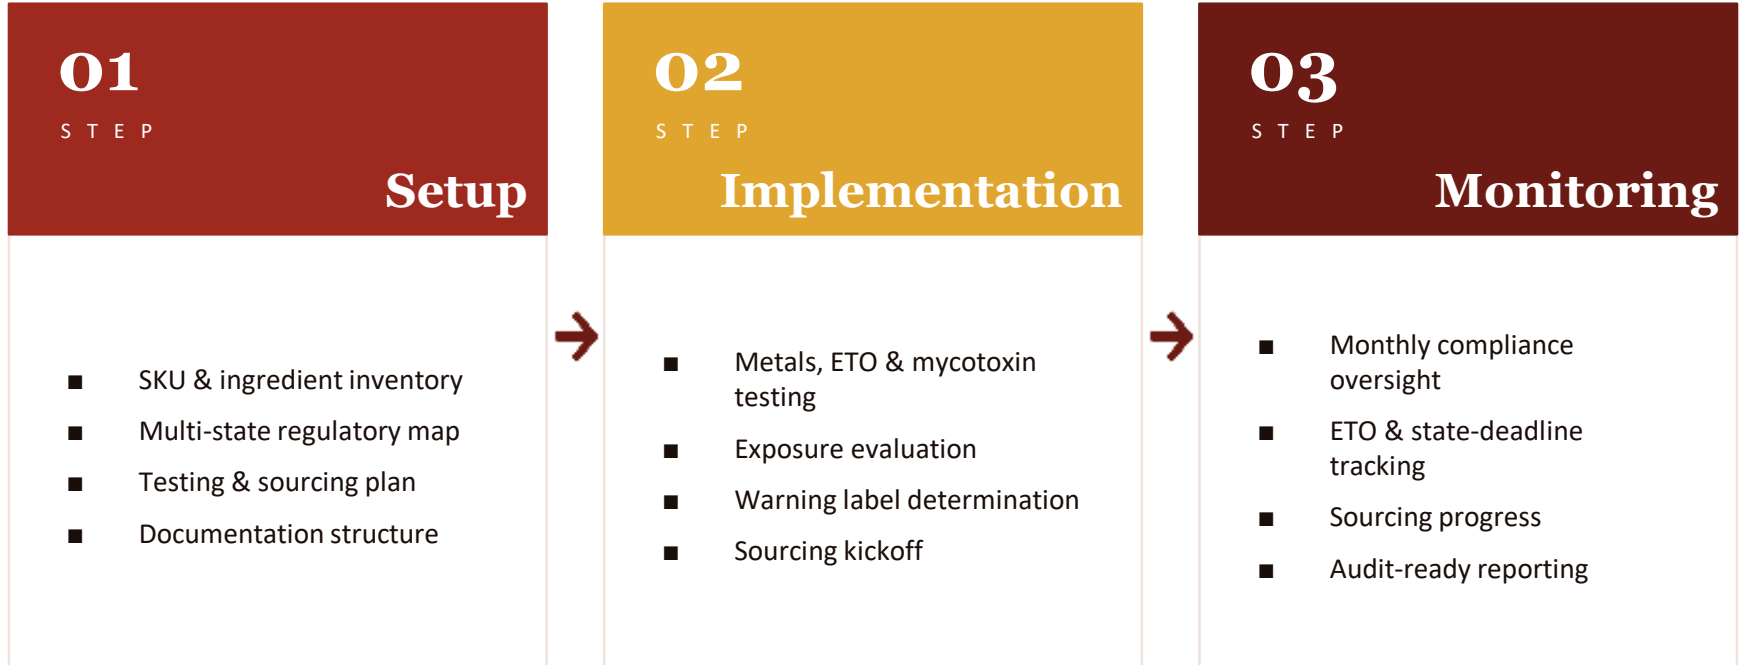 01
STEP
Setup
■ SKU & ingredient inventory
■ Multi-state regulatory map
■ Testing & sourcing plan
■ Documentation structure
02
STEP
Implementation
■ Metals, ETO & mycotoxin
testing
■ Exposure evaluation
■ Warning label determination
■ Sourcing kickoff
03
STEP
Monitoring
■ Monthly compliance
oversight
■ ETO & state-deadline
tracking
■ Sourcing progress
■ Audit-ready reporting